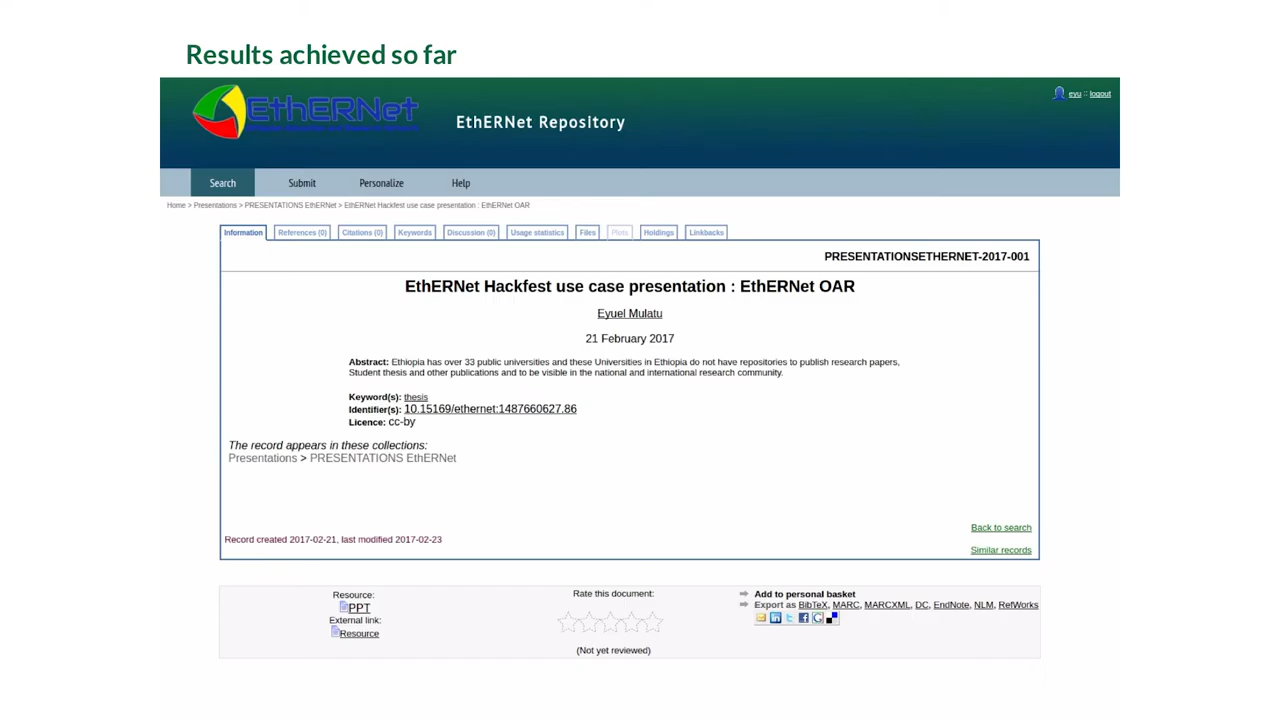 Results achieved so far
EthERNet
EthERNet Repository
eyu :: logout
Search Submit Personalize Help
Home > Presentations > PRESENTATIONS EthERNet > EthERNet Hackfest use case presentation : EthERNet OAR
Information References (0) Citations (0) Keywords Discussion (0) Usage statistics Files Plots Holdings Linkbacks
PRESENTATIONSETHERNET-2017-001
EthERNet Hackfest use case presentation : EthERNet OAR
Eyuel Mulatu
21 February 2017
Abstract: Ethiopia has over 33 public universities and these Universities in Ethiopia do not have repositories to publish research papers,
Student thesis and other publications and to be visible in the national and international research community.
Keyword(s): thesis
Identifier(s): 10.15169/ethernet:1487660627.86
Licence: cc-by
The record appears in these collections:
Presentations > PRESENTATIONS EthERNet
Back to search
Record created 2017-02-21, last modified 2017-02-23
Similar records
Resource:
PPT
External link:
Resource
Rate this document:
(Not yet reviewed)
Add to personal basket
Export as BibTeX, MARC, MARCXML, DC, EndNote, NLM, RefWorks